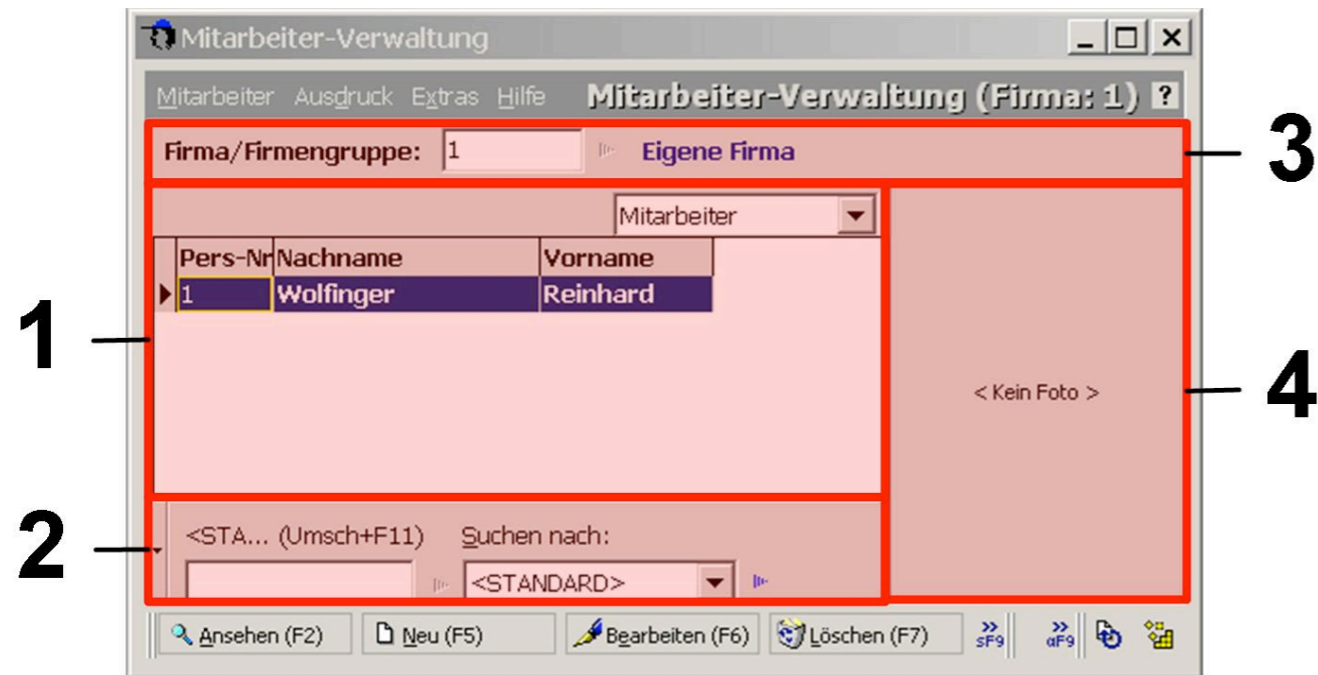 Mitarbeiter-Verwaltung
Mitarbeiter Ausdruck Extras Hilfe Mitarbeiter-Verwaltung (Firma: 1) ?
Firma/Firmengruppe: 1 Eigene Firma
3
Mitarbeiter
Pers-Nr Nachname Vorname
1 Wolfinger Reinhard
1
< Kein Foto >
4
2
<STA... (Umsch+F11) Suchen nach:
<STANDARD>
Ansehen (F2) Neu (F5) Bearbeiten (F6) Löschen (F7) sF9 αF9